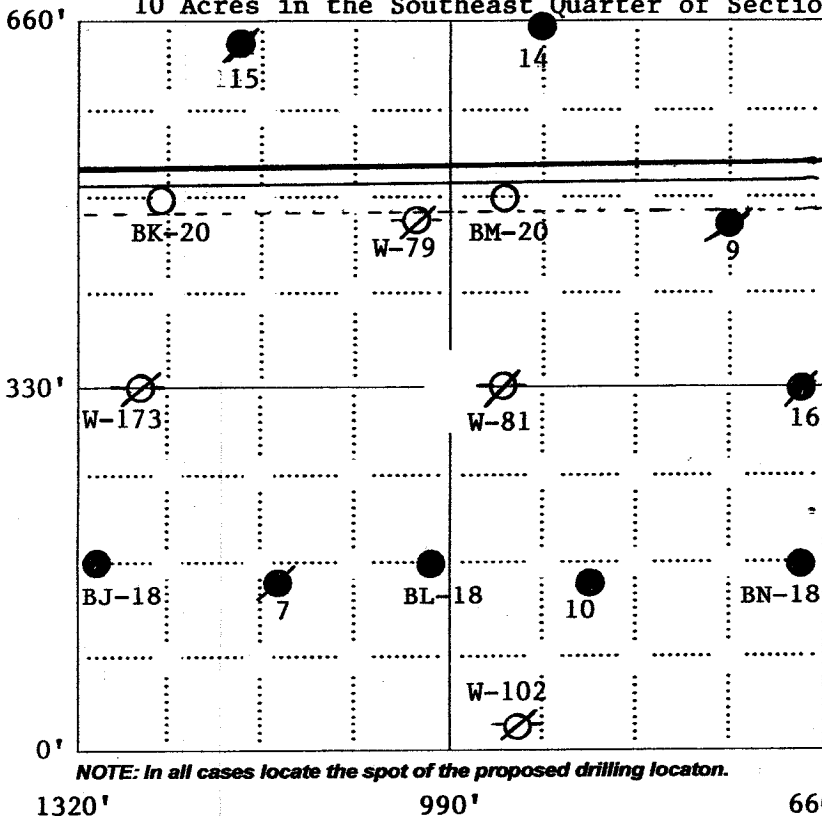 10 Acres in the Southeast Quarter of Sectio
660'
115
14
BK-20
W-79
BM-20
9
330'
W-173
W-81
16
BJ-18
7
BL-18
10
BN-18
W-102
0'
NOTE: In all cases locate the spot of the proposed drilling locaton.
1320'
990'
66